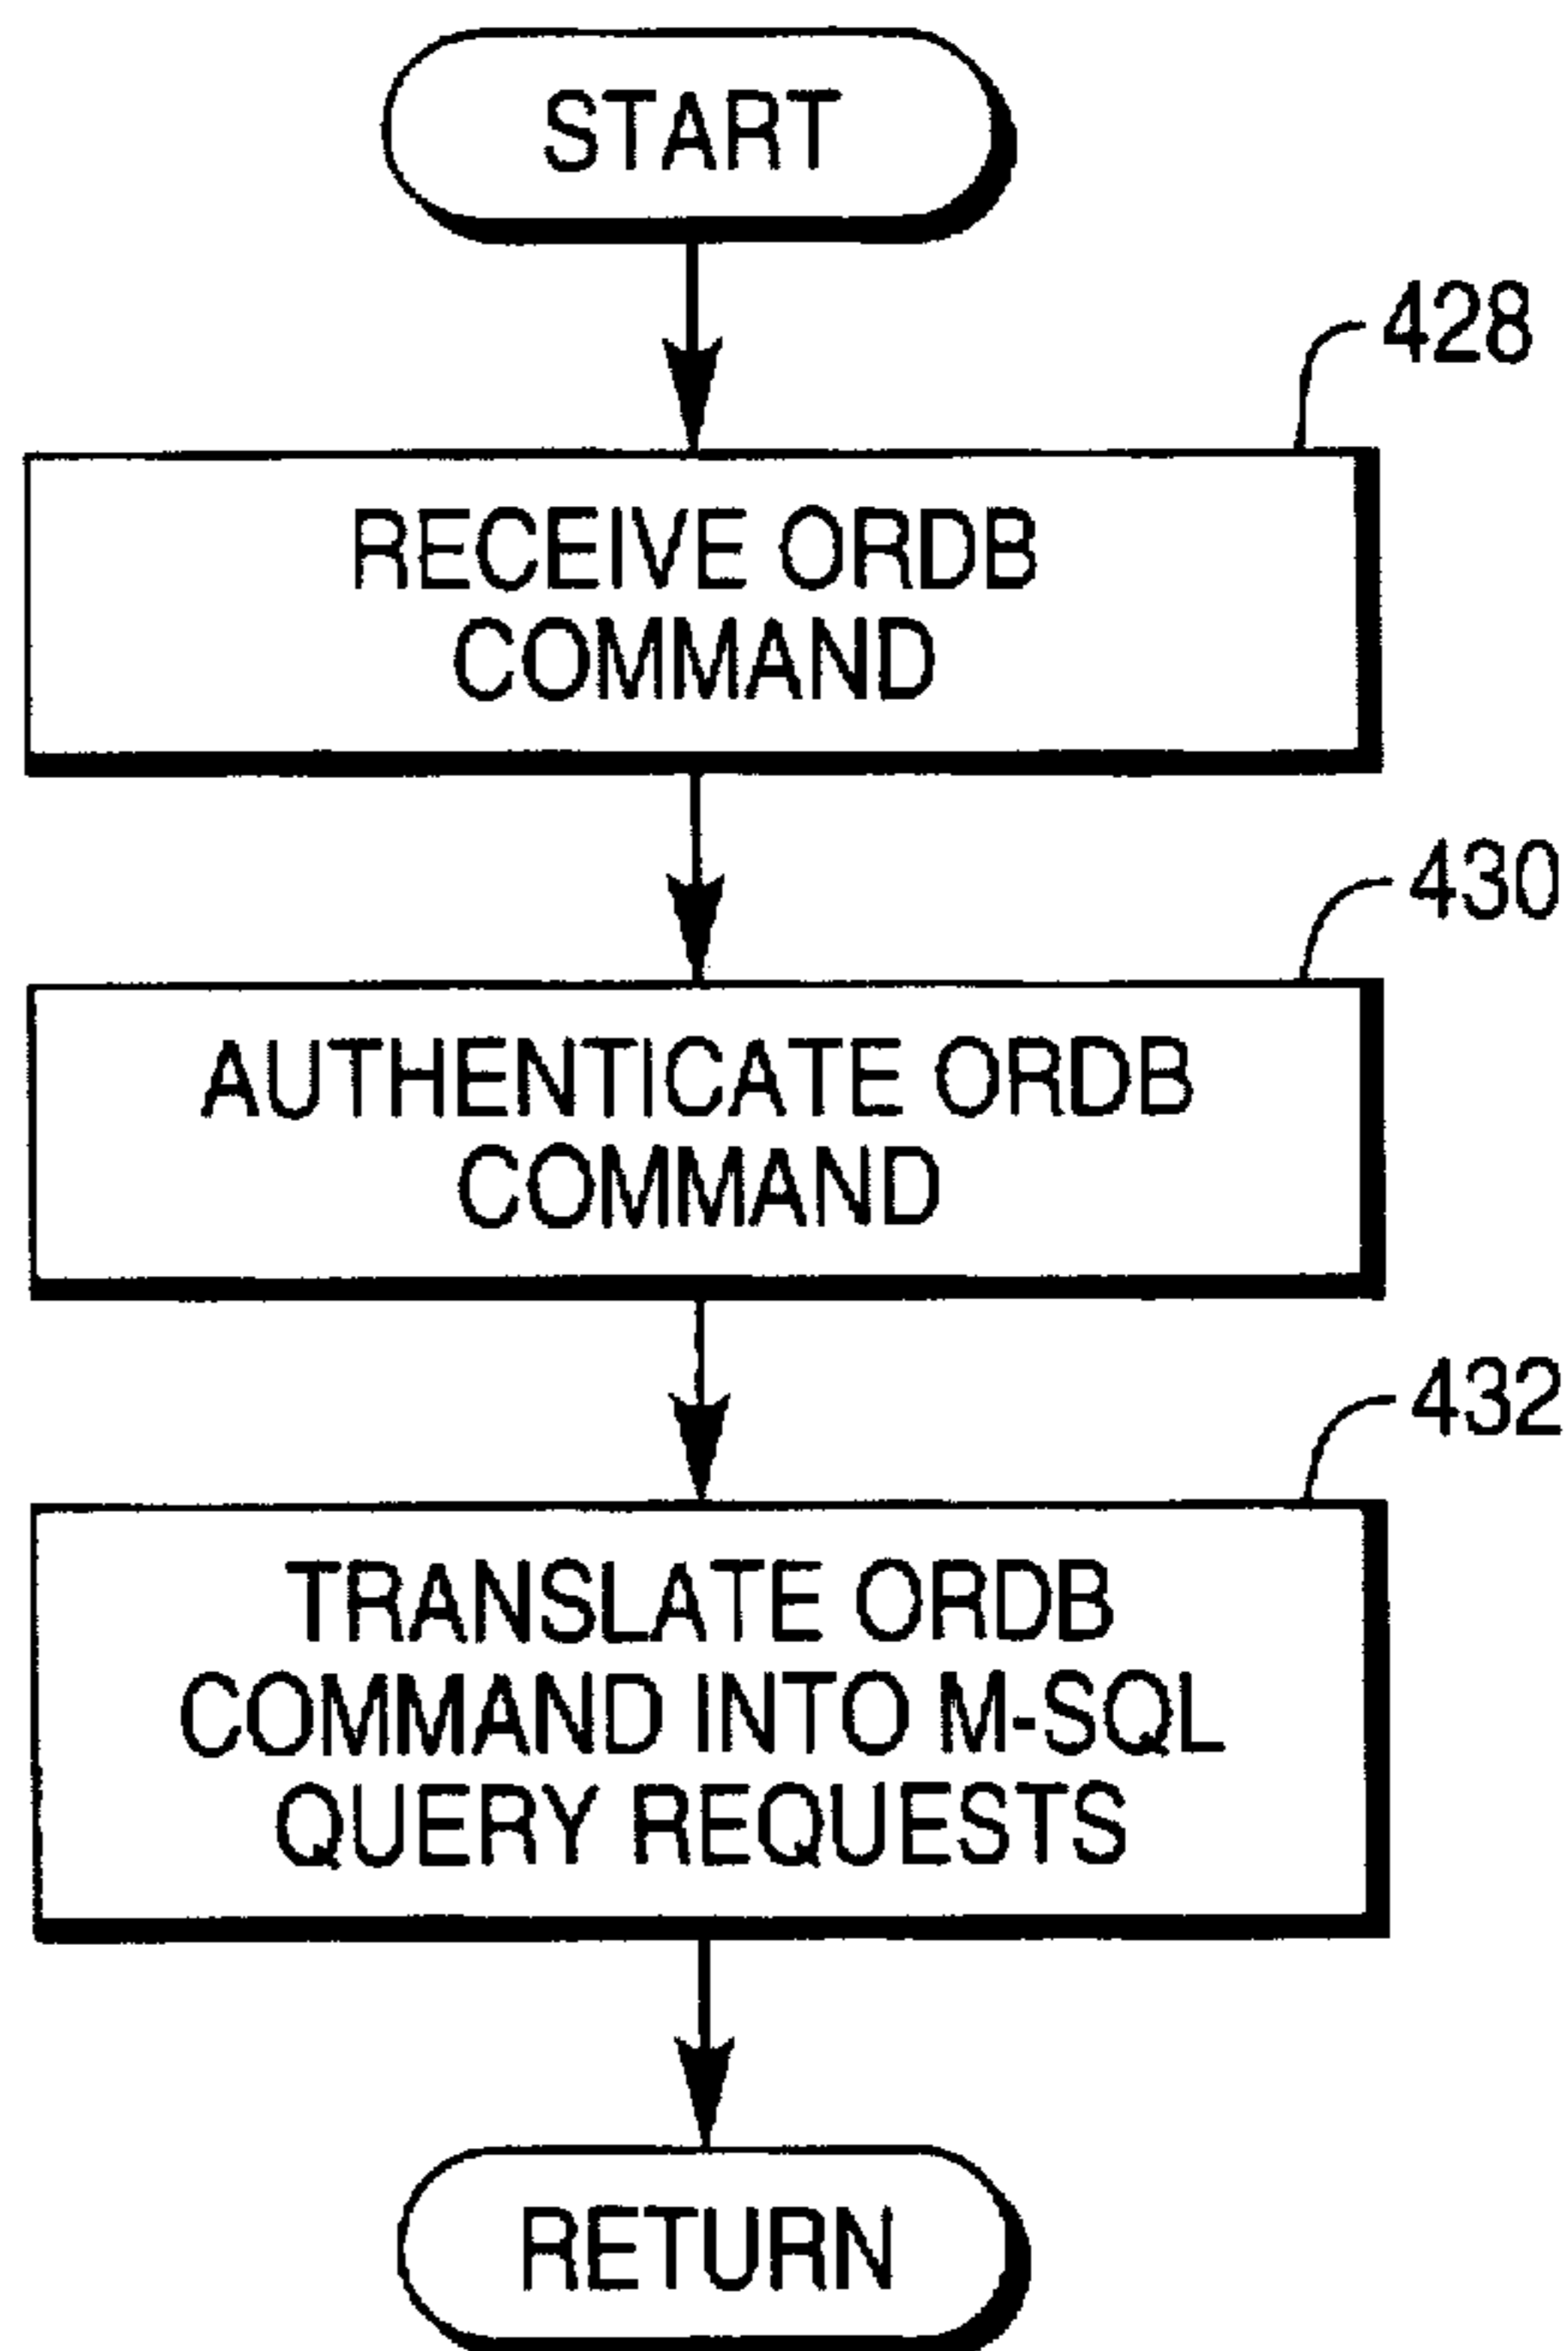 START
428
RECEIVE ORDB
COMMAND
430
AUTHENTICATE ORDB
COMMAND
432
TRANSLATE ORDB
COMMAND INTO M-SQL
QUERY REQUESTS
RETURN